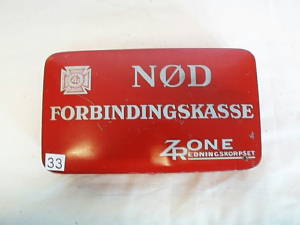 NØD
FORBINDINGSKASSE
ZONE
REDNINGSKORPSET
33